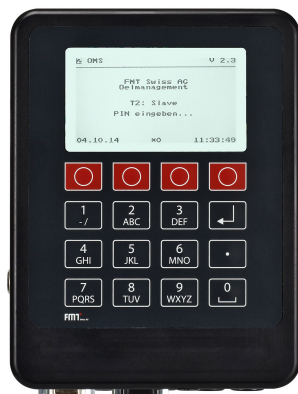 OMS V 2.3
FMT Swiss AG
Oelmanagement
T2: Slave
PIN eingeben...
04.10.14 *0 11:33:49
1 2 3
- / ABC DEF
4 5 6 .
GHI JKL MNO
7 8 9 0
PQRS TUV WXYZ
FMT